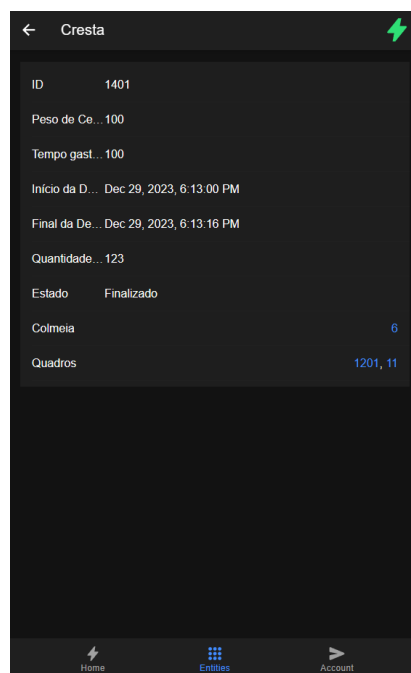 Cresta
ID 1401
Peso de Ce... 100
Tempo gast... 100
Início da D... Dec 29, 2023, 6:13:00 PM
Final da De... Dec 29, 2023, 6:13:16 PM
Quantidade... 123
Estado Finalizado
Colmeia 6
Quadros 1201, 11
Home Entities Account